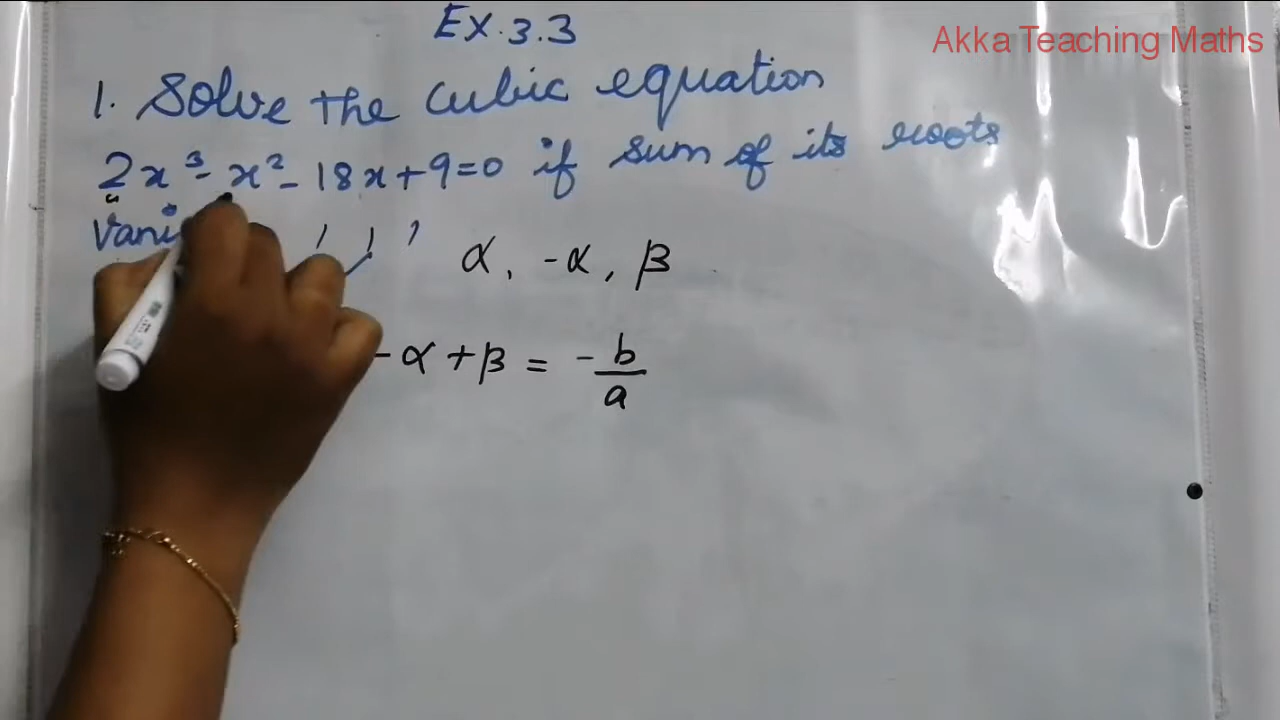 Ex.3.3
Akka Teaching Maths
1. Solve the cubic equation
2x³-x²-18x+9=0 if sum of its roots
α, -α, β
-α+β = -b/a